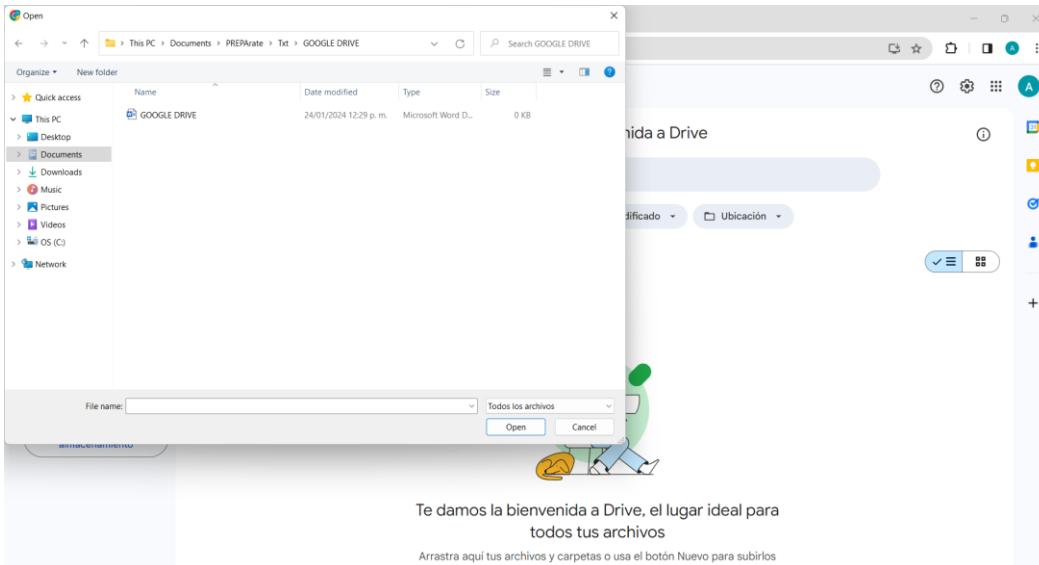 Open
This PC > Documents > PREPArate > Txt > GOOGLE DRIVE
Search GOOGLE DRIVE
Organize
New folder
Name Date modified Type Size
GOOGLE DRIVE 24/01/2024 12:29 p. m. Microsoft Word D... 0 KB
Quick access
This PC
Desktop
Documents
Downloads
Music
Pictures
Videos
OS (C:)
Network
File name:
Todos los archivos
Open
Cancel
A
A
nida a Drive
dificado
Ubicación
31
almacenamiento
Te damos la bienvenida a Drive, el lugar ideal para
todos tus archivos
Arrastra aquí tus archivos y carpetas o usa el botón Nuevo para subirlos